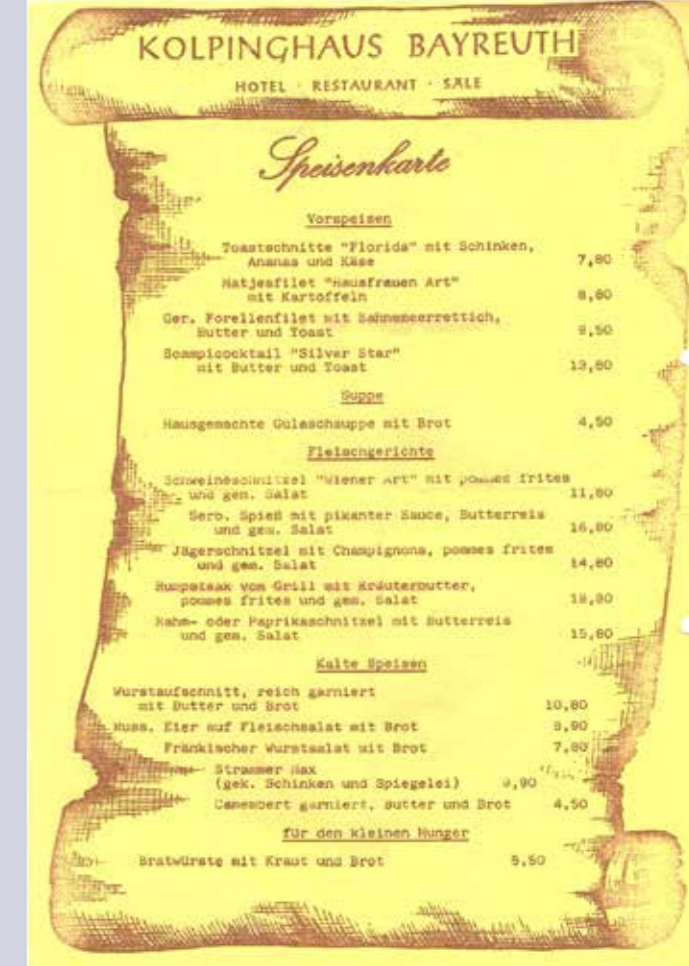 KOLPINGHAUS BAYREUTH
HOTEL · RESTAURANT · SÄLE
Speisenkarte
Vorspeisen
Toastschnitte "Florida" mit Schinken,
Ananas und Käse 7,80
Matjesfilet "Hausfrauen Art"
mit Kartoffeln 8,80
Ger. Forellenfilet mit Sahnemeerrettich,
Butter und Toast 9,50
Scampicocktail "Silver Star"
mit Butter und Toast 13,80
Suppe
Hausgemachte Gulaschsuppe mit Brot 4,50
Fleischgerichte
Schweineschnitzel "Wiener Art" mit pommes frites
und gem. Salat 11,80
Serb. Spieß mit pikanter Sauce, Butterreis
und gem. Salat 16,80
Jägerschnitzel mit Champignons, pommes frites
und gem. Salat 14,80
Rumpsteak vom Grill mit Kräuterbutter,
pommes frites und gem. Salat 18,80
Rahm- oder Paprikaschnitzel mit Butterreis
und gem. Salat 15,80
Kalte Speisen
Wurstaufschnitt, reich garniert
mit Butter und Brot 10,80
Russ. Eier auf Fleischsalat mit Brot
Fränkischer Wurstsalat mit Brot 7,80
Strammer Max
(gek. Schinken und Spiegelei)
Camembert garniert, Butter und Brot 4,50
für den kleinen Hunger
Bratwürste mit Kraut und Brot